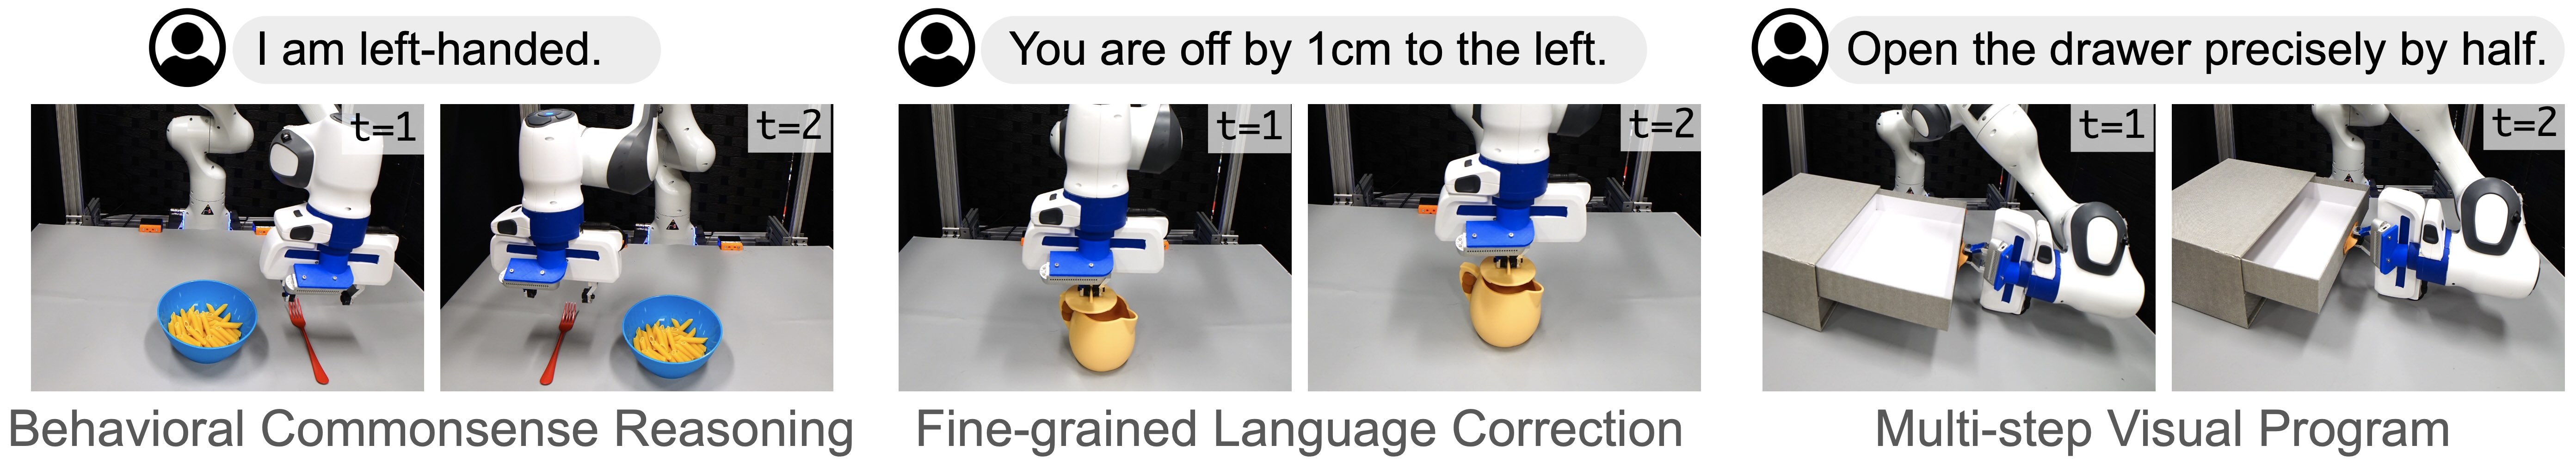 I am left-handed.
t=1
t=2
Behavioral Commonsense Reasoning
You are off by 1cm to the left.
t=1
t=2
Fine-grained Language Correction
Open the drawer precisely by half.
t=1
t=2
Multi-step Visual Program